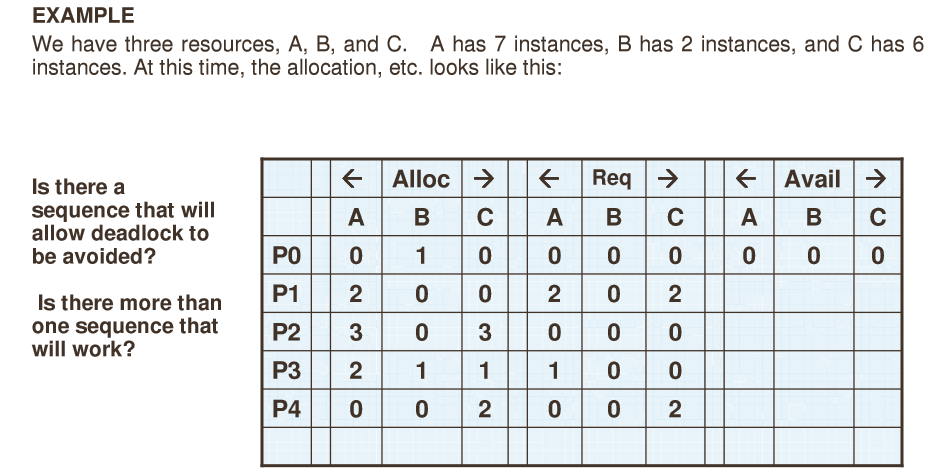 EXAMPLE
We have three resources, A, B, and C. A has 7 instances, B has 2 instances, and C has 6
instances. At this time, the allocation, etc. looks like this:
Is there a
sequence that will
allow deadlock to
be avoided?
Is there more than
one sequence that
will work?
← Alloc → ← Req → ← Avail →
A B C A B C A B C
P0 0 1 0 0 0 0 0 0 0
P1 2 0 0 2 0 2
P2 3 0 3 0 0 0
P3 2 1 1 1 0 0
P4 0 0 2 0 0 2